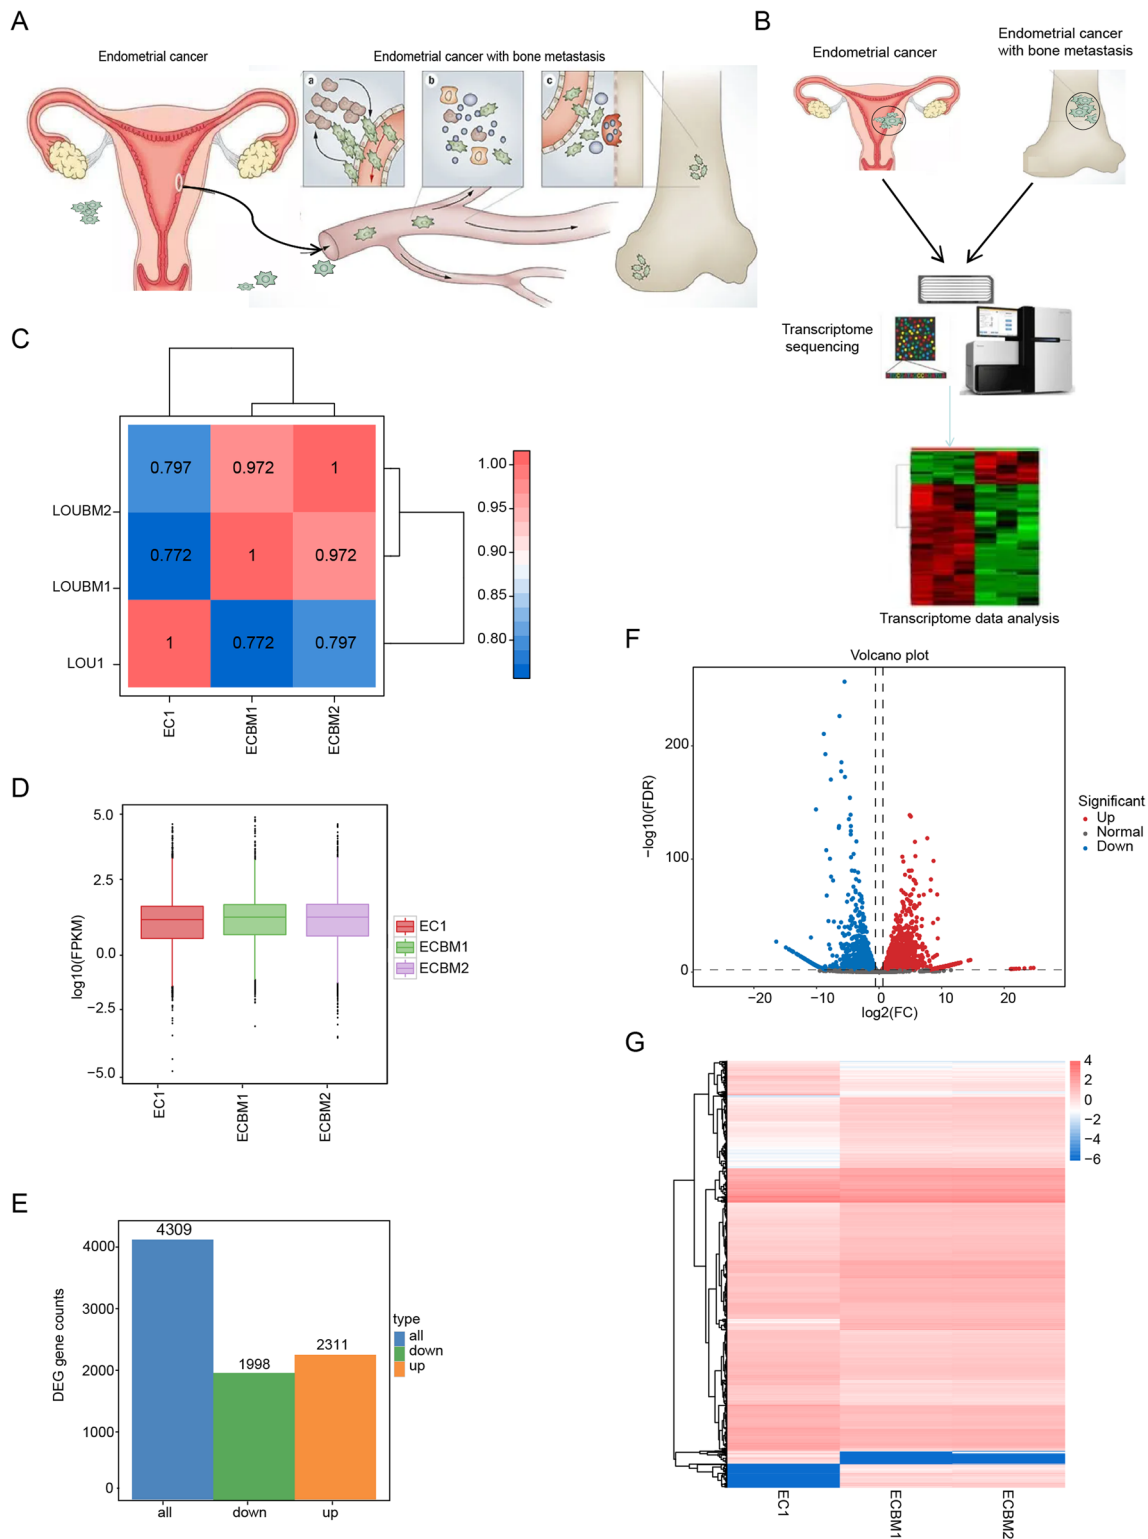 A
Endometrial cancer
Endometrial cancer with bone metastasis
a
b
c
B
Endometrial cancer
Endometrial cancer
with bone metastasis
Transcriptome
sequencing
Transcriptome data analysis
C
0.797
0.972
1
0.772
1
0.972
1
0.772
0.797
LOUBM2
LOUBM1
LOU1
EC1
ECBM1
ECBM2
1.00
0.95
0.90
0.85
0.80
D
log10(FPKM)
5.0
2.5
0.0
−2.5
−5.0
EC1
ECBM1
ECBM2
EC1
ECBM1
ECBM2
E
DEG gene counts
4000
3000
2000
1000
0
4309
1998
2311
all
down
up
type
all
down
up
F
Volcano plot
−log10(FDR)
200
100
0
−20
−10
0
10
20
log2(FC)
Significant
Up
Normal
Down
G
4
2
0
−2
−4
−6
EC1
ECBM1
ECBM2